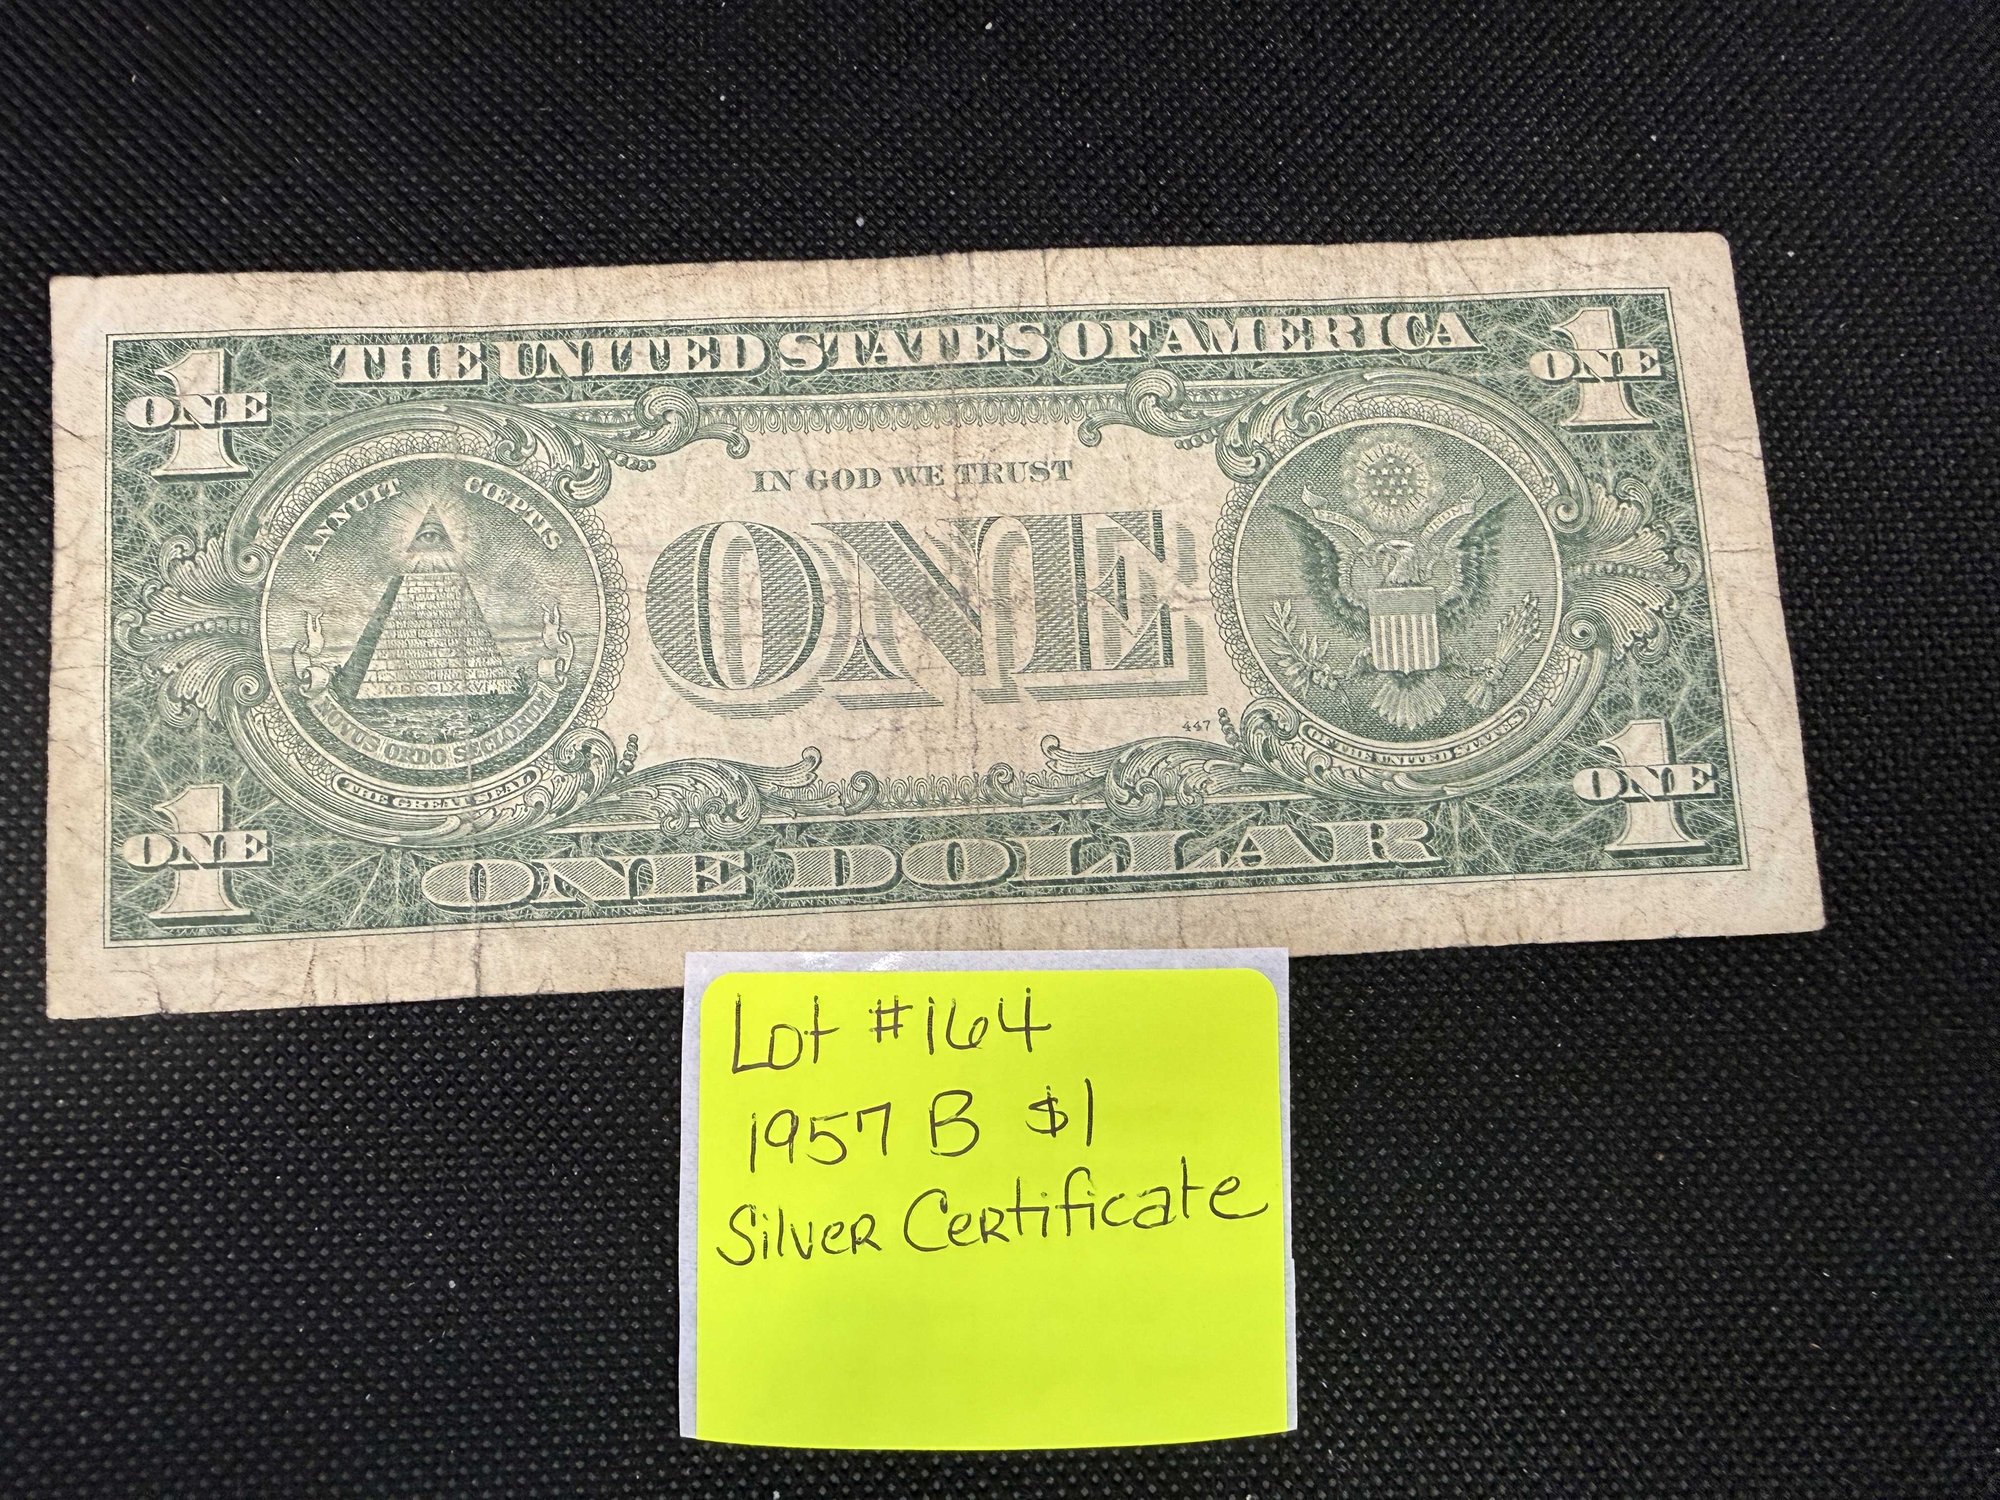 THE UNITED STATES OF AMERICA
ONE
ONE
IN GOD WE TRUST
ANNUIT CŒPTIS
ONE
MDCCLXXVI
NOVUS ORDO SECLORUM
THE GREAT SEAL
447
OF THE UNITED STATES
ONE
ONE
ONE DOLLAR
Lot #164
1957 B $1
Silver Certificate